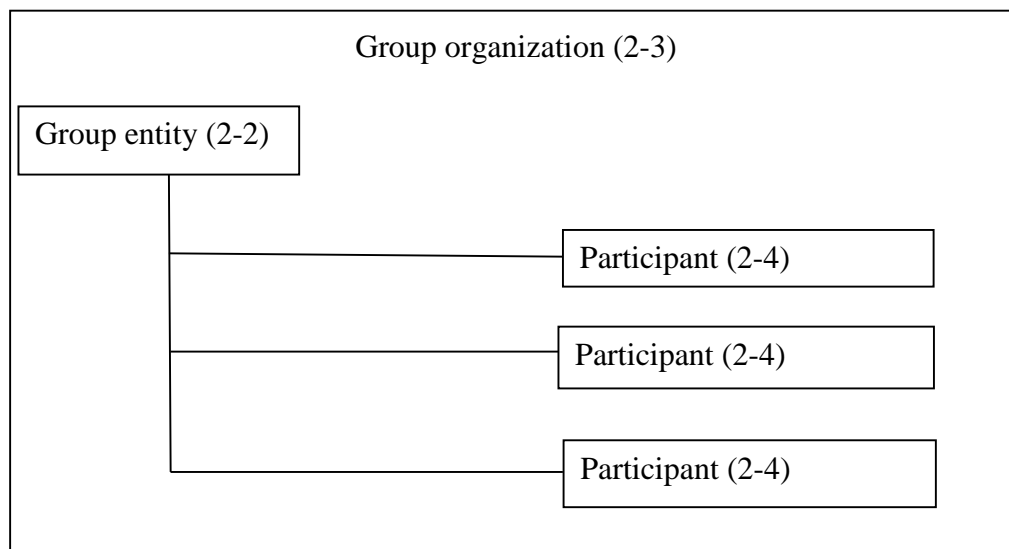 Group organization (2-3)
Group entity (2-2)
Participant (2-4)
Participant (2-4)
Participant (2-4)